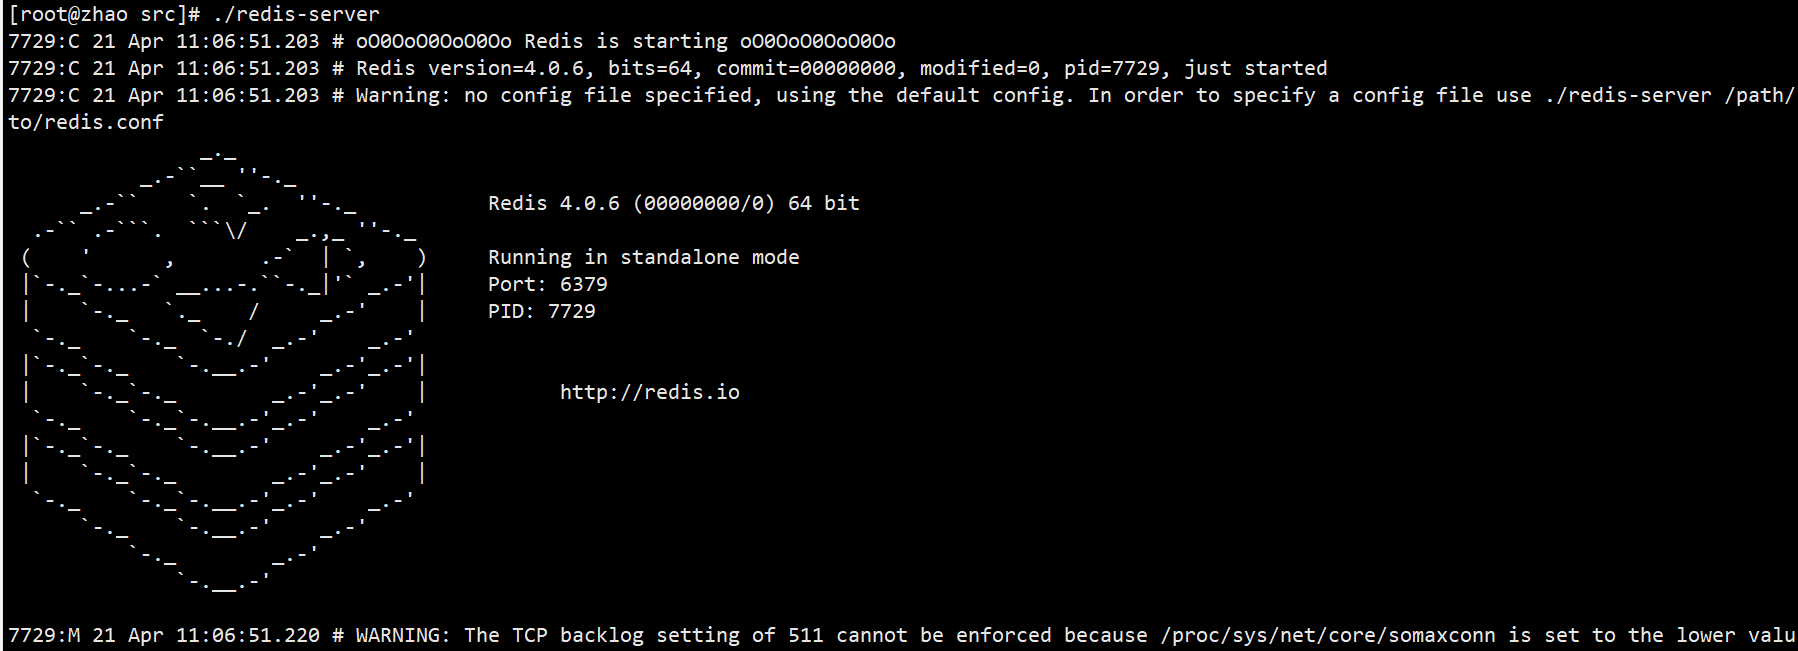 [root@zhao src]# ./redis-server
7729:C 21 Apr 11:06:51.203 # oO0OoO0OoO0Oo Redis is starting oO0OoO0OoO0Oo
7729:C 21 Apr 11:06:51.203 # Redis version=4.0.6, bits=64, commit=00000000, modified=0, pid=7729, just started
7729:C 21 Apr 11:06:51.203 # Warning: no config file specified, using the default config. In order to specify a config file use ./redis-server /path/
to/redis.conf
Redis 4.0.6 (00000000/0) 64 bit
Running in standalone mode
Port: 6379
PID: 7729
http://redis.io
7729:M 21 Apr 11:06:51.220 # WARNING: The TCP backlog setting of 511 cannot be enforced because /proc/sys/net/core/somaxconn is set to the lower valu